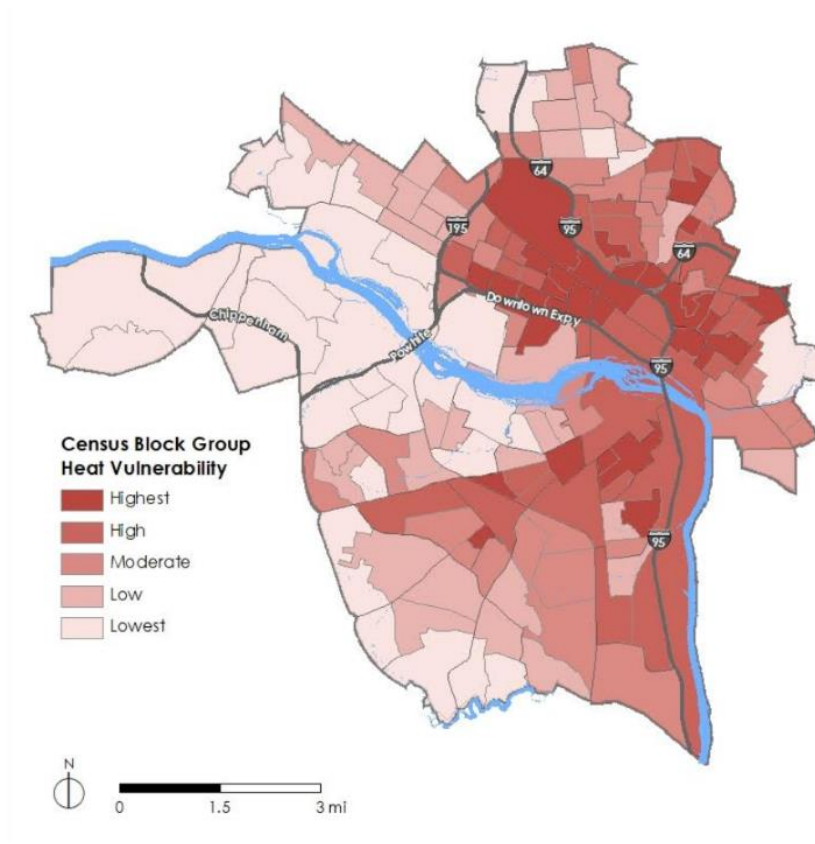 64
195
95
64
Downtown Expy
Chippenham
Powhite
95
Census Block Group
Heat Vulnerability
Highest
High
Moderate
Low
Lowest
95
N
0 1.5 3 mi